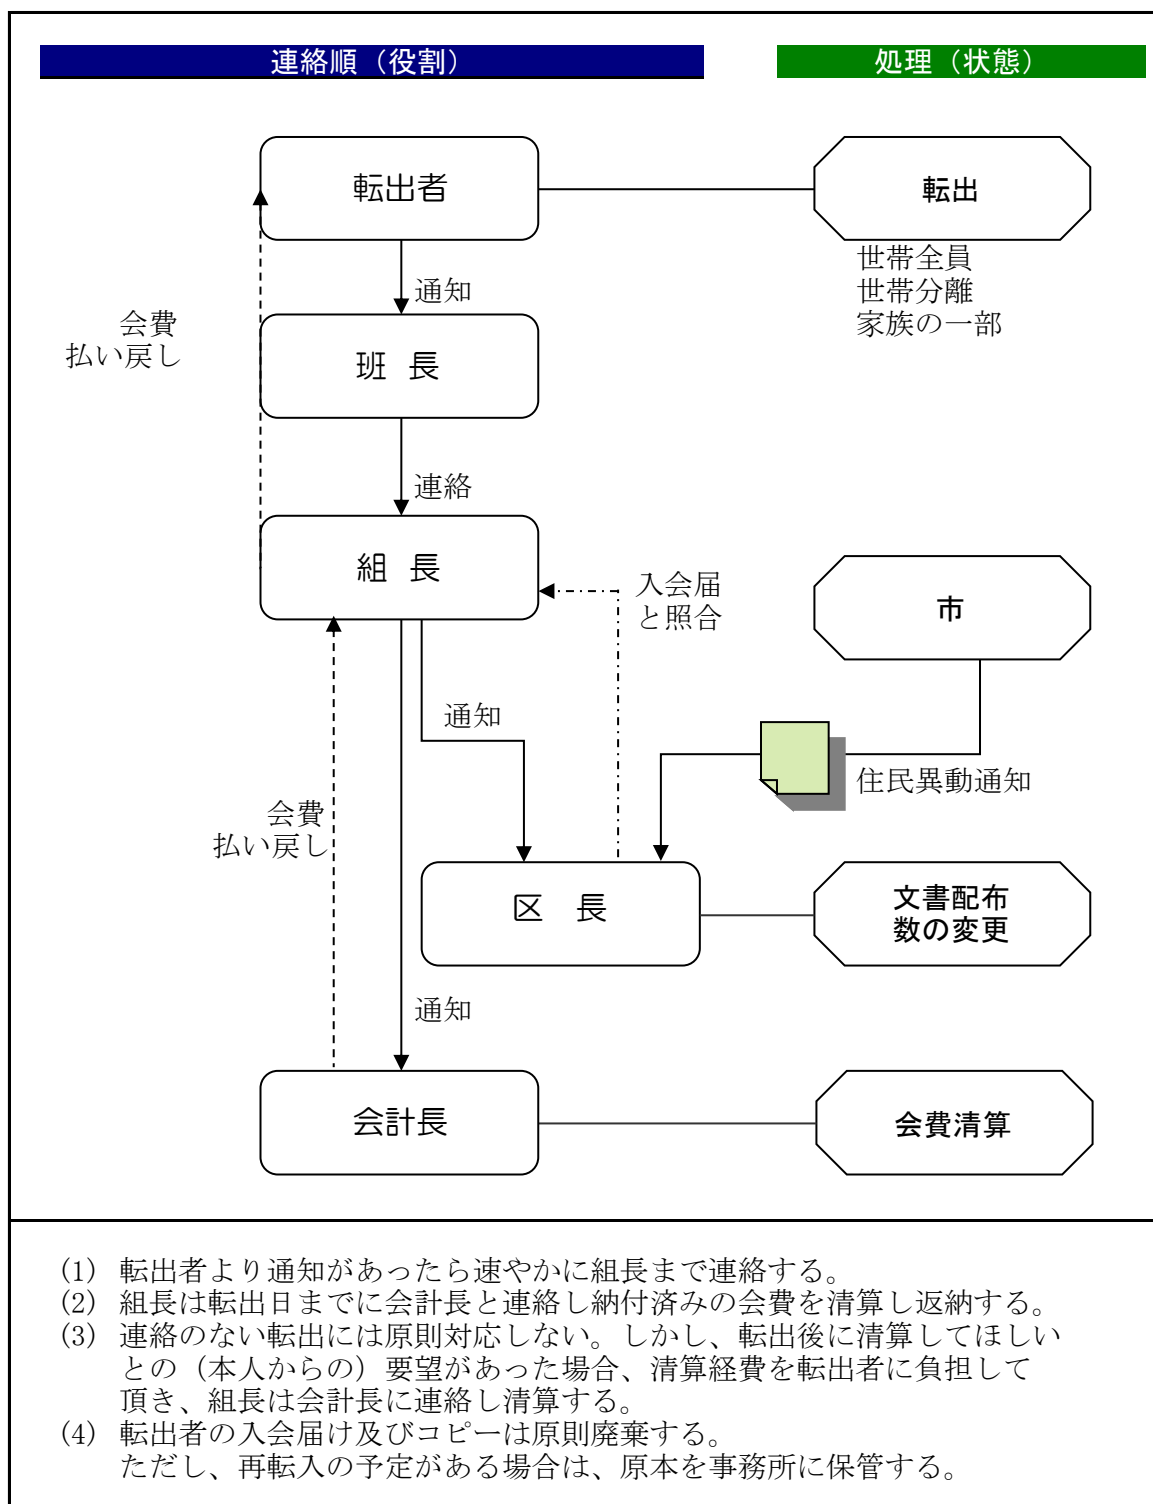 連絡順（役割）
処理（状態）
転出者
転出
世帯全員
世帯分離
家族の一部
通知
会費
払い戻し
班 長
連絡
組 長
入会届
と照合
市
通知
住民異動通知
会費
払い戻し
区 長
文書配布
数の変更
通知
会計長
会費清算
(1) 転出者より通知があったら速やかに組長まで連絡する。
(2) 組長は転出日までに会計長と連絡し納付済みの会費を清算し返納する。
(3) 連絡のない転出には原則対応しない。しかし、転出後に清算してほしい
との（本人からの）要望があった場合、清算経費を転出者に負担して
頂き、組長は会計長に連絡し清算する。
(4) 転出者の入会届け及びコピーは原則廃棄する。
ただし、再転入の予定がある場合は、原本を事務所に保管する。